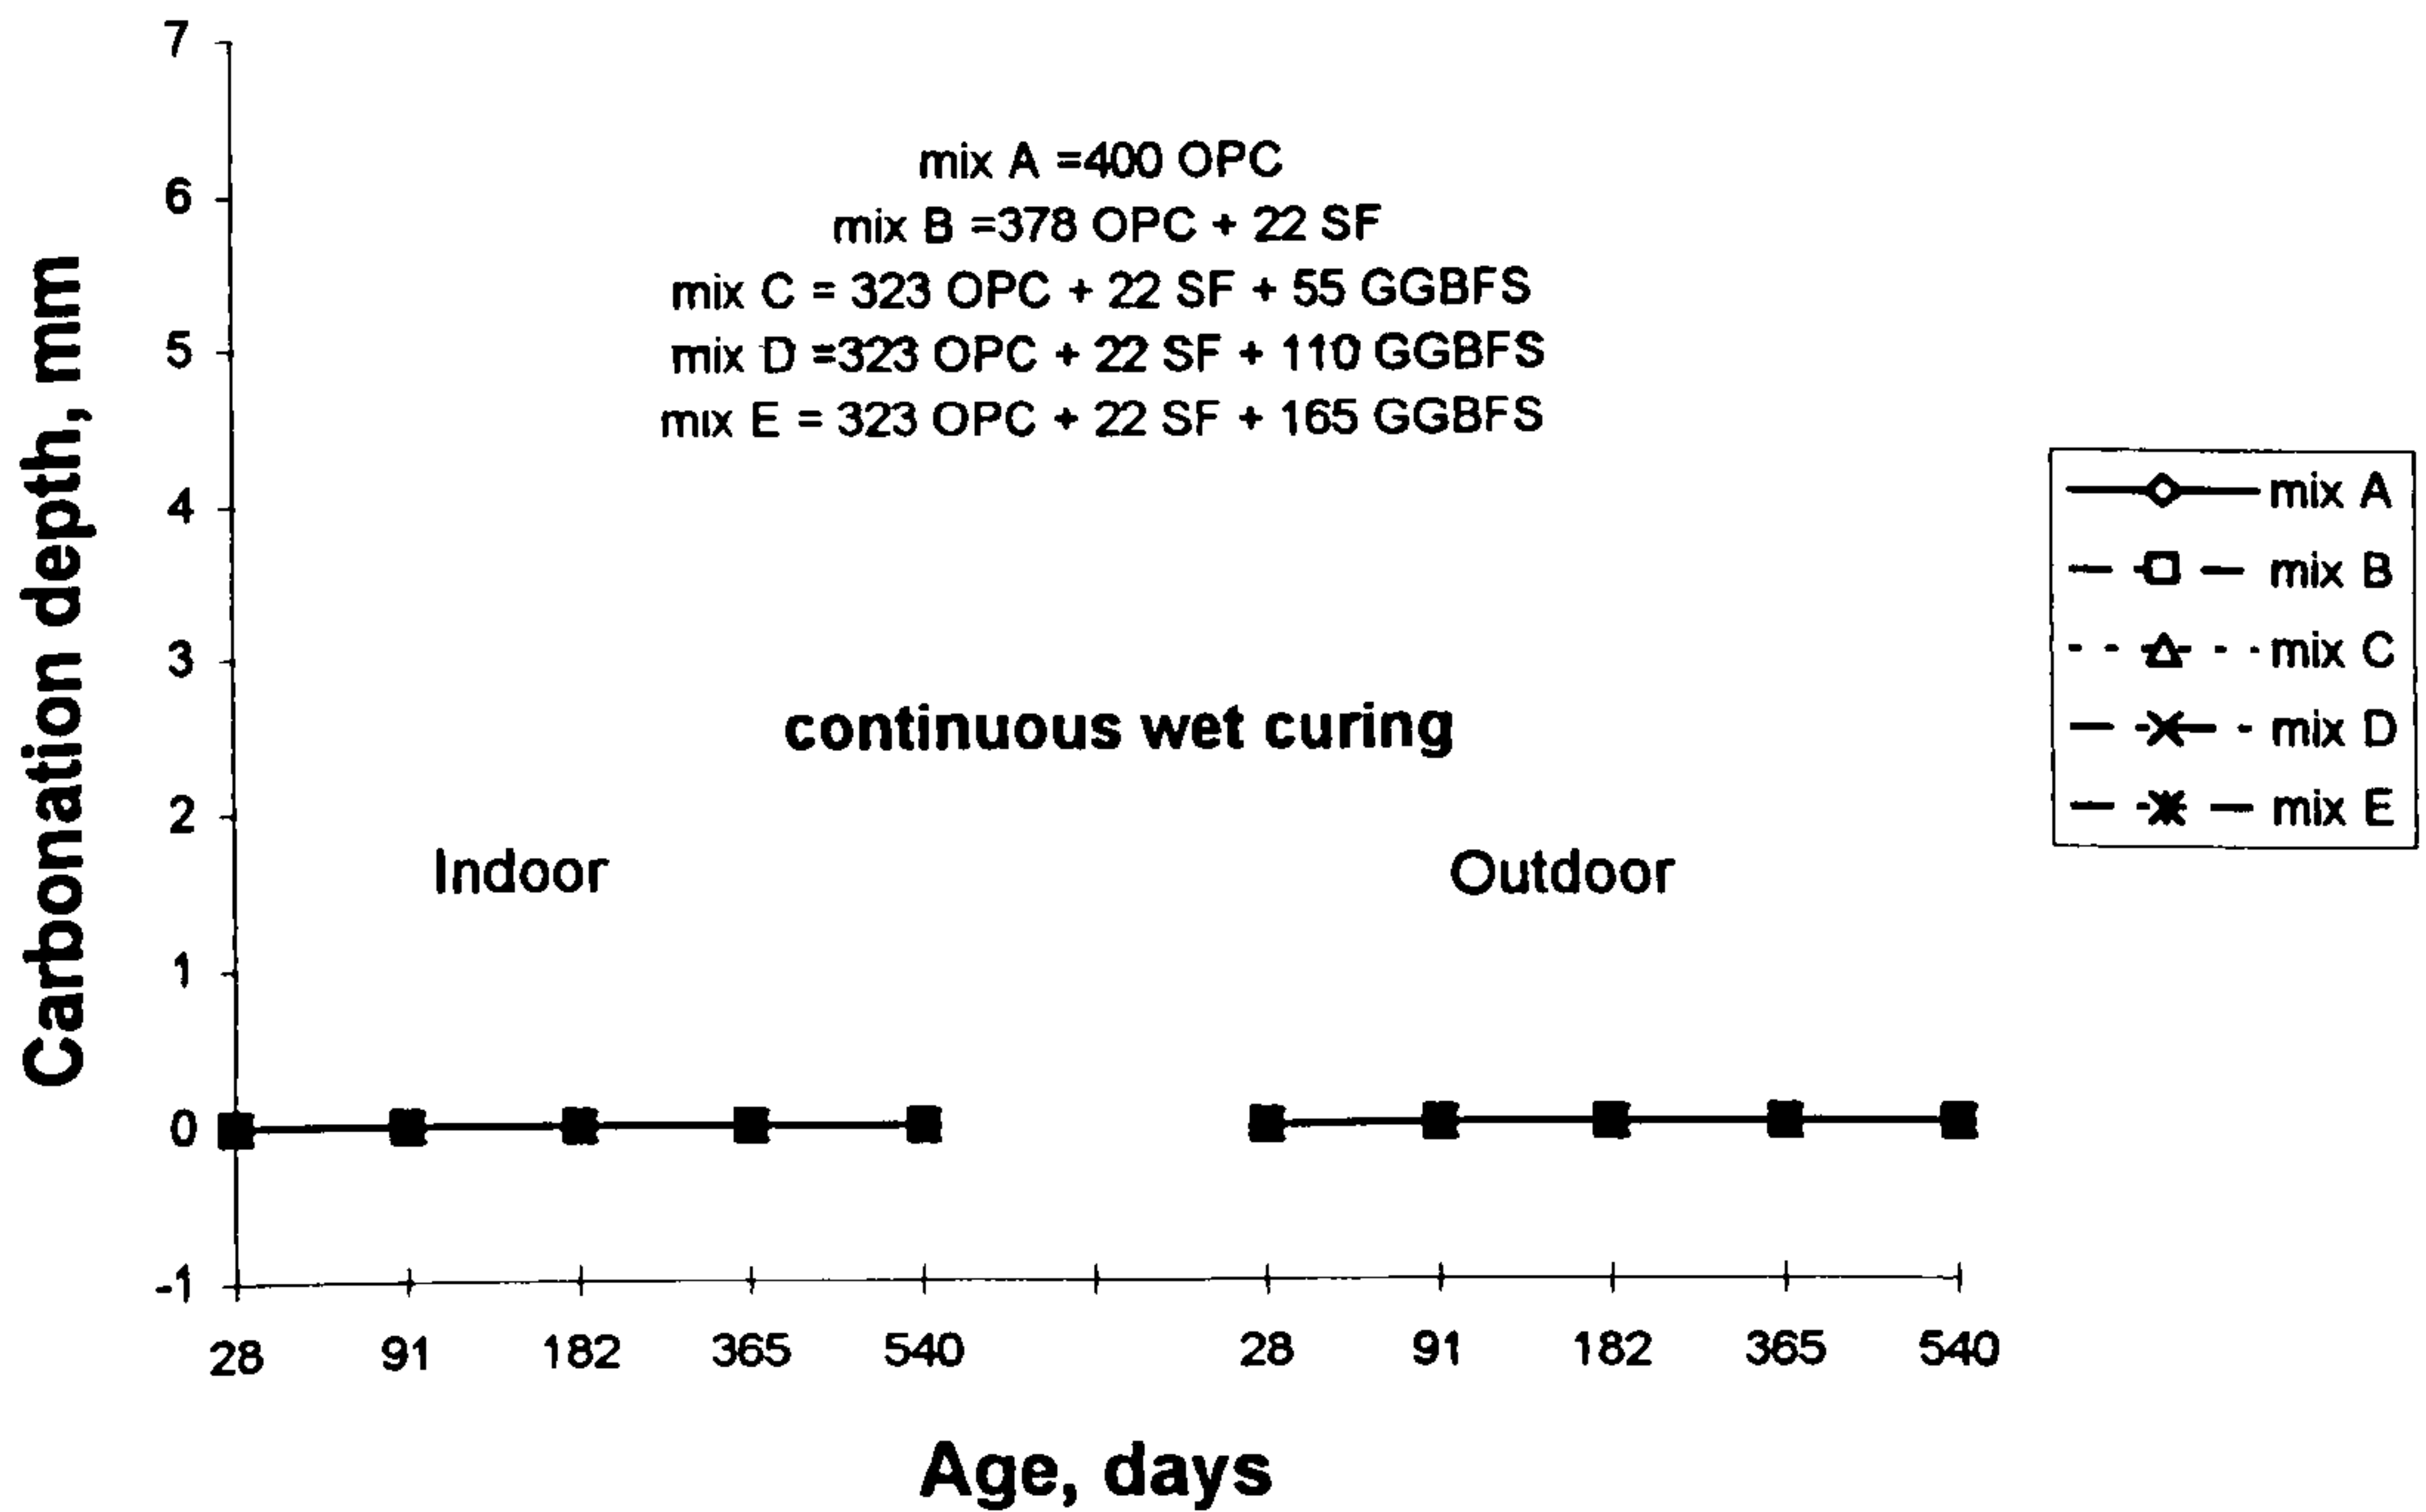 Carbonation depth, mm
7
6
5
4
3
2
1
0
-1
mix A =400 OPC
mix B =378 OPC + 22 SF
mix C = 323 OPC + 22 SF + 55 GGBFS
mix D =323 OPC + 22 SF + 110 GGBFS
mix E = 323 OPC + 22 SF + 165 GGBFS
continuous wet curing
Indoor
Outdoor
mix A
mix B
mix C
mix D
mix E
28 91 182 365 540 28 91 182 365 540
Age, days